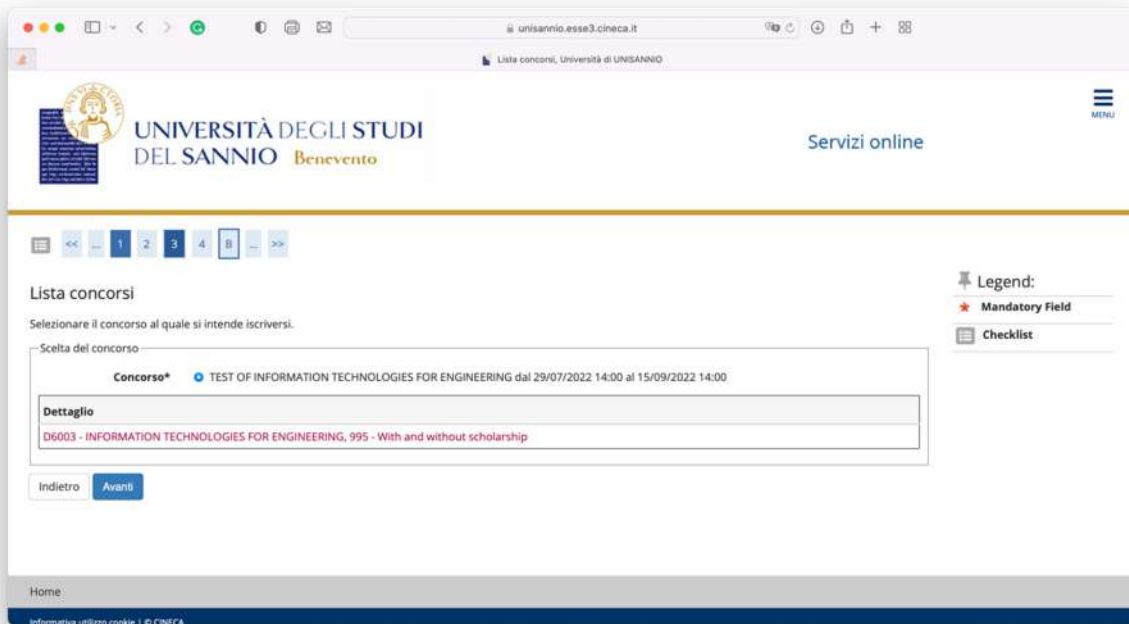 unisannio.esse3.cineca.it
Lista concorsi, Università di UNISANNIO
UNIVERSITÀ DEGLI STUDI
DEL SANNIO Benevento
Servizi online
MENU
<< ... 1 2 3 4 B ... >>
Lista concorsi
Selezionare il concorso al quale si intende iscriversi.
Scelta del concorso
Concorso* TEST OF INFORMATION TECHNOLOGIES FOR ENGINEERING dal 29/07/2022 14:00 al 15/09/2022 14:00
Dettaglio
D6003 - INFORMATION TECHNOLOGIES FOR ENGINEERING, 995 - With and without scholarship
Indietro Avanti
Legend:
Mandatory Field
Checklist
Home
Informativa utilizzo cookie | © CINECA